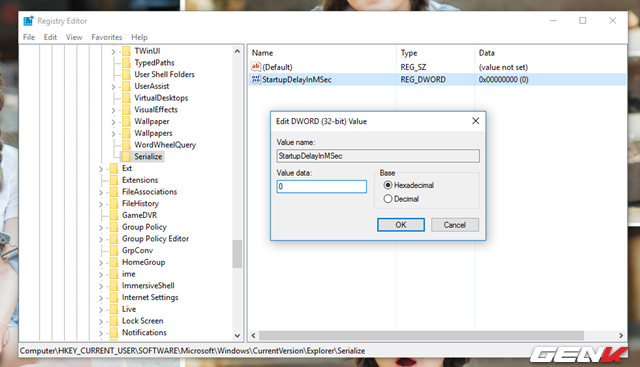 Registry Editor
File Edit View Favorites Help
TWinUI
TypedPaths
User Shell Folders
UserAssist
VirtualDesktops
VisualEffects
Wallpaper
Wallpapers
WordWheelQuery
Serialize
Ext
Extensions
FileAssociations
FileHistory
GameDVR
Group Policy
Group Policy Editor
GrpConv
HomeGroup
ime
ImmersiveShell
Internet Settings
Live
Lock Screen
Notifications
Name Type Data
(Default) REG_SZ (value not set)
StartupDelayInMSec REG_DWORD 0x00000000 (0)
Edit DWORD (32-bit) Value
Value name:
StartupDelayInMSec
Value data:
0
Base
Hexadecimal
Decimal
OK Cancel
Computer\HKEY_CURRENT_USER\SOFTWARE\Microsoft\Windows\CurrentVersion\Explorer\Serialize
GENK